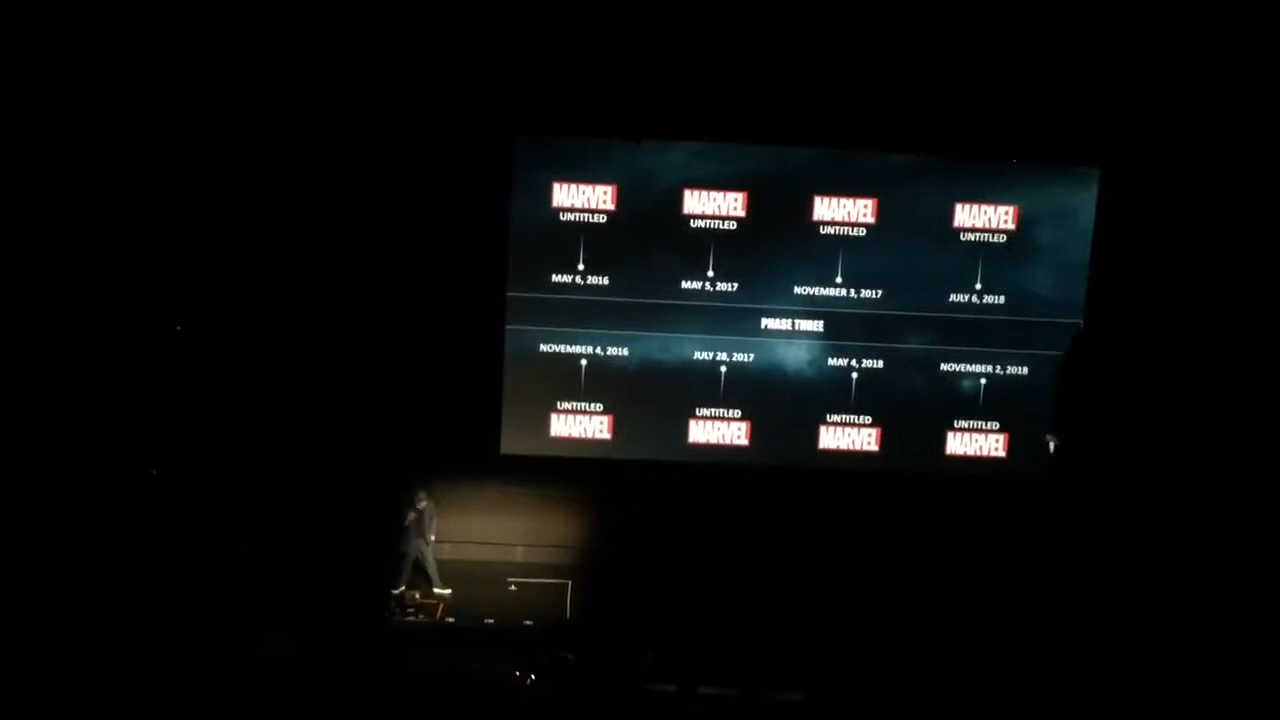 MARVEL
UNTITLED
MAY 6, 2016
MARVEL
UNTITLED
MAY 5, 2017
MARVEL
UNTITLED
NOVEMBER 3, 2017
MARVEL
UNTITLED
JULY 6, 2018
PHASE THREE
NOVEMBER 4, 2016
UNTITLED
MARVEL
JULY 28, 2017
UNTITLED
MARVEL
MAY 4, 2018
UNTITLED
MARVEL
NOVEMBER 2, 2018
UNTITLED
MARVEL